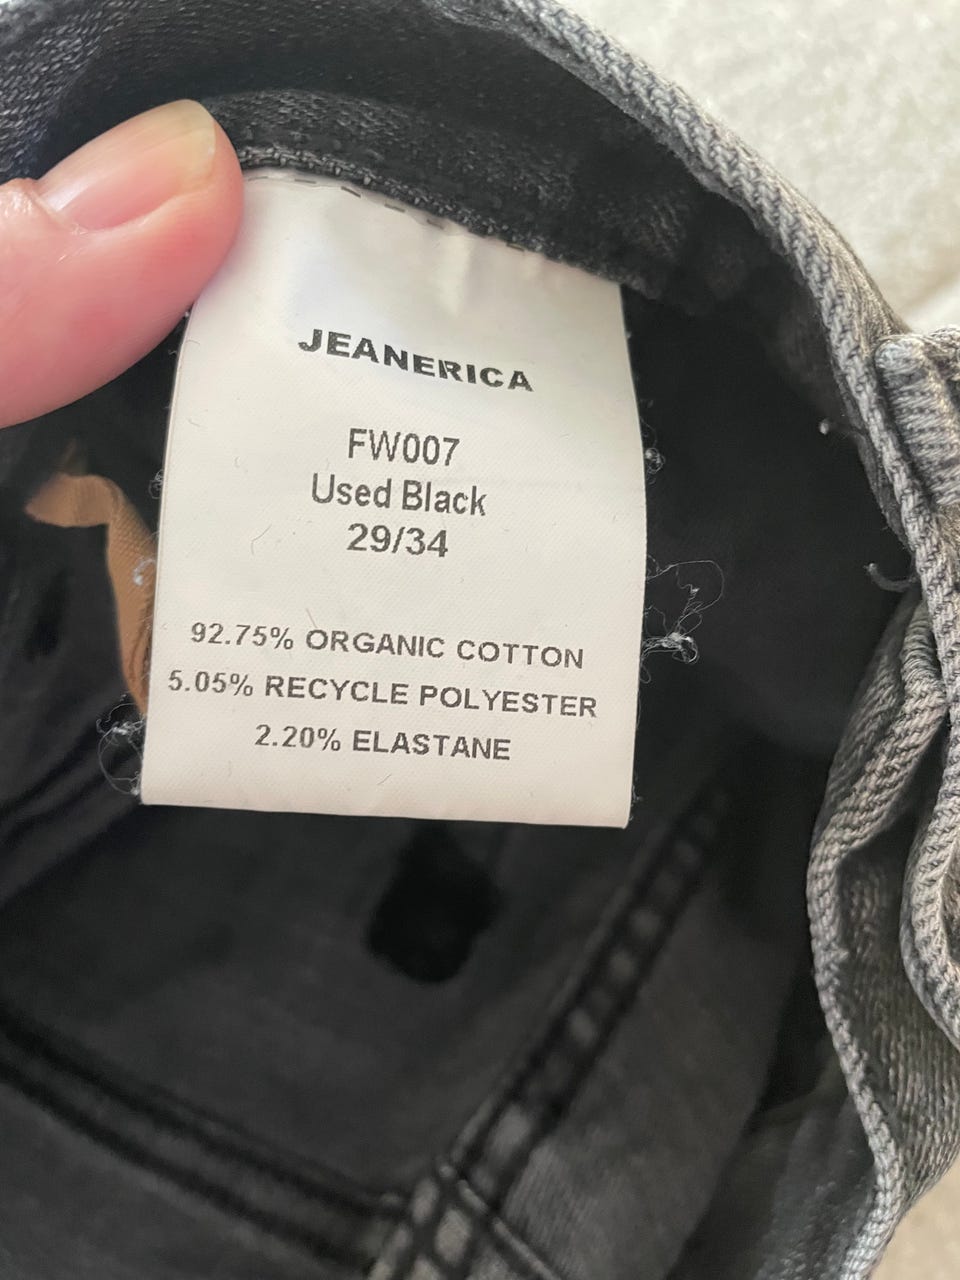 JEANERICA
FW007
Used Black
29/34
92.75% ORGANIC COTTON
5.05% RECYCLE POLYESTER
2.20% ELASTANE